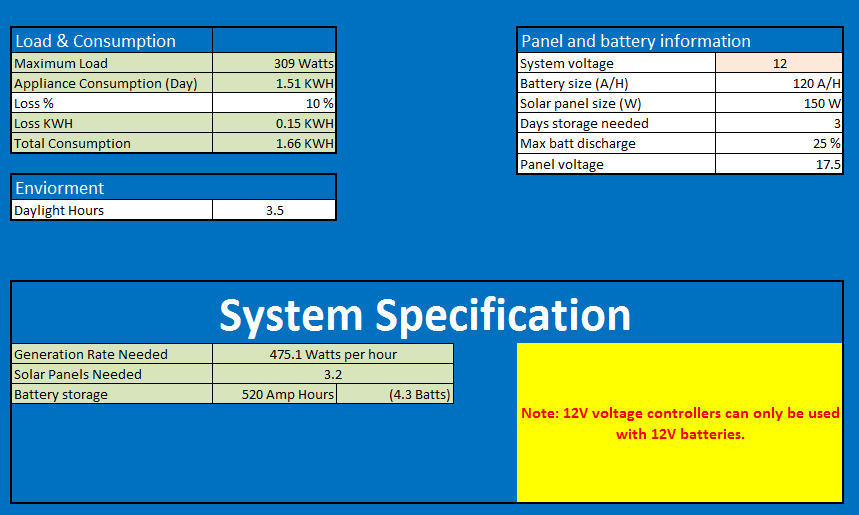 Load & Consumption
Maximum Load 309 Watts
Appliance Consumption (Day) 1.51 KWH
Loss % 10 %
Loss KWH 0.15 KWH
Total Consumption 1.66 KWH
Enviorment
Daylight Hours 3.5
Panel and battery information
System voltage 12
Battery size (A/H) 120 A/H
Solar panel size (W) 150 W
Days storage needed 3
Max batt discharge 25 %
Panel voltage 17.5
System Specification
Generation Rate Needed 475.1 Watts per hour
Solar Panels Needed 3.2
Battery storage 520 Amp Hours (4.3 Batts)
Note: 12V voltage controllers can only be used
with 12V batteries.